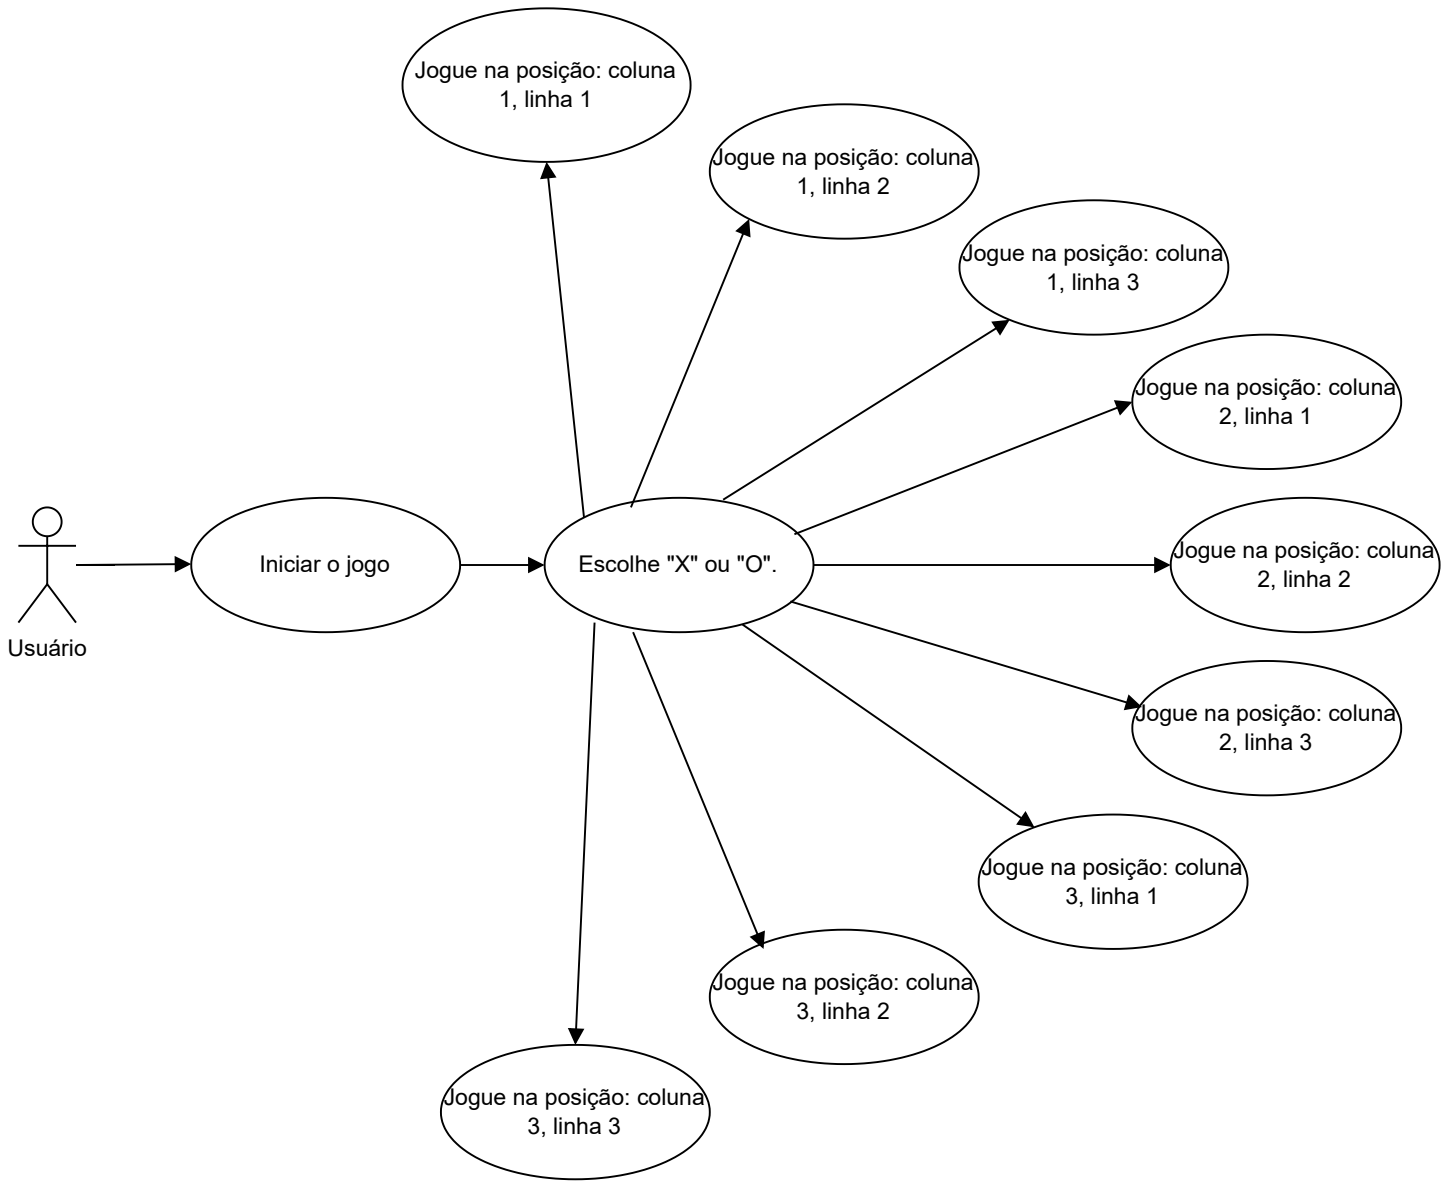 Jogue na posição: coluna
1, linha 1
Jogue na posição: coluna
1, linha 2
Jogue na posição: coluna
1, linha 3
Jogue na posição: coluna
2, linha 1
Usuário
Iniciar o jogo
Escolhe "X" ou "O".
Jogue na posição: coluna
2, linha 2
Jogue na posição: coluna
2, linha 3
Jogue na posição: coluna
3, linha 1
Jogue na posição: coluna
3, linha 2
Jogue na posição: coluna
3, linha 3